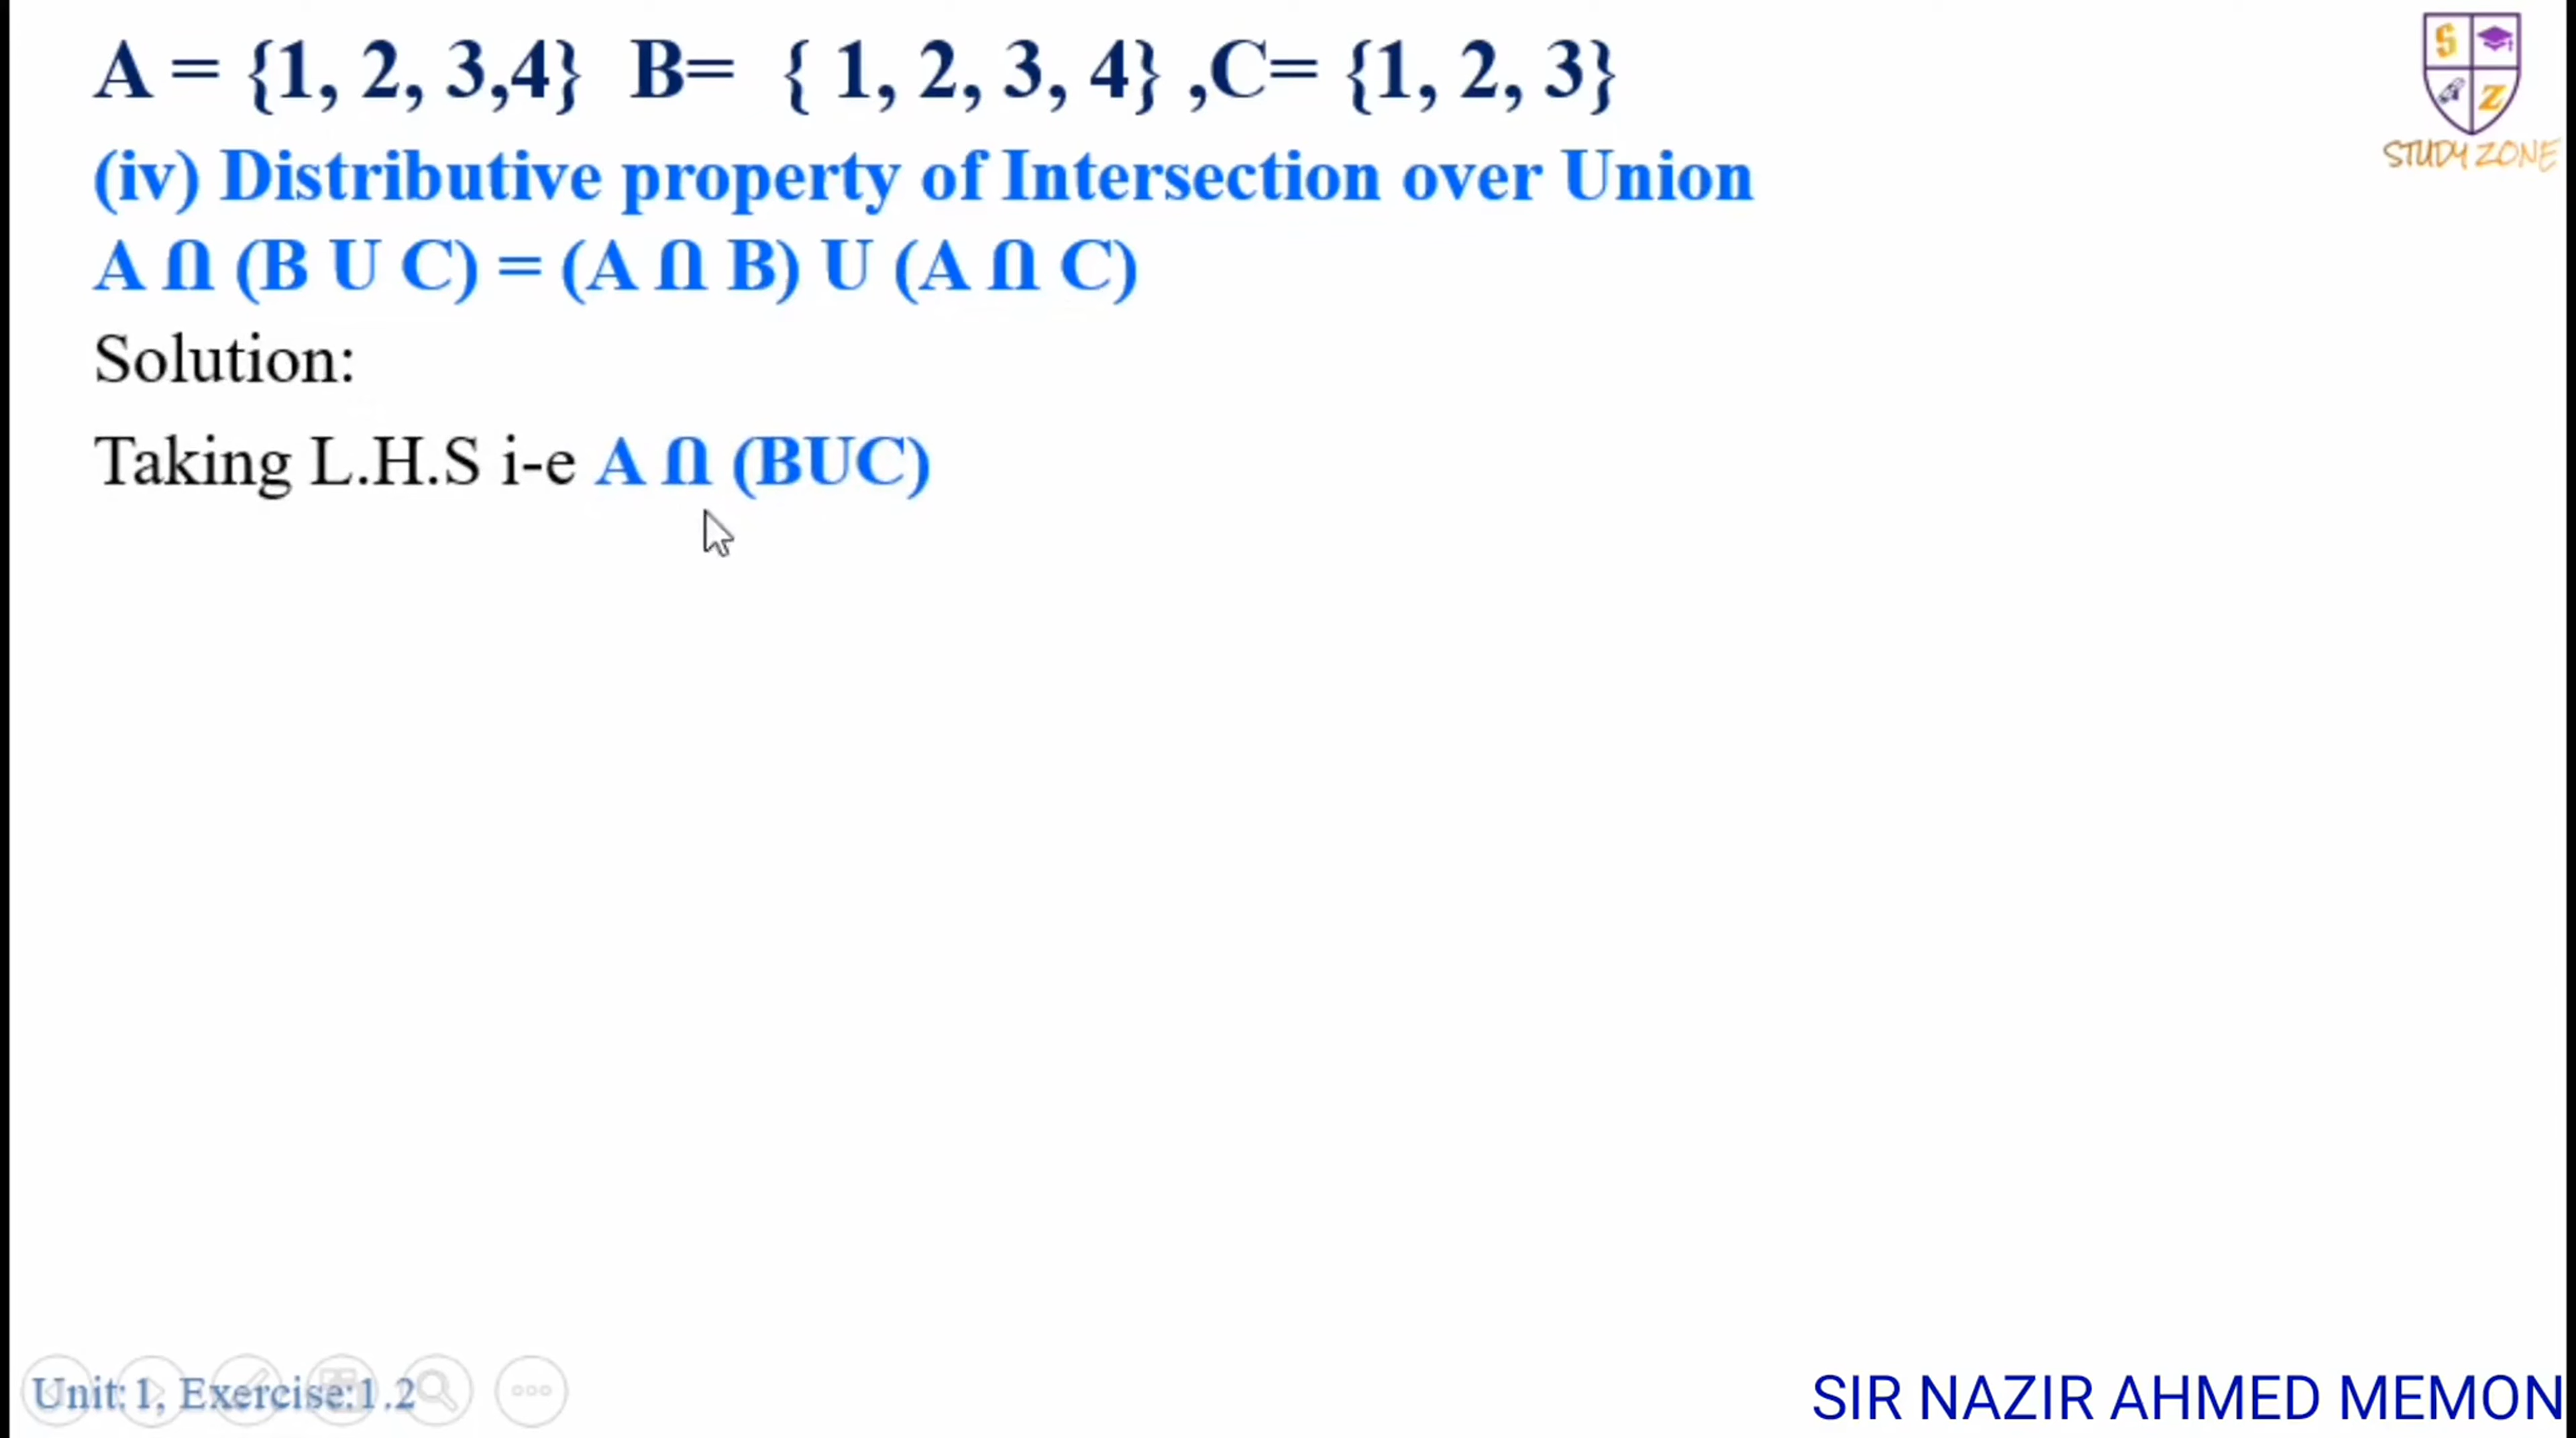 A = {1, 2, 3,4} B= { 1, 2, 3, 4} ,C= {1, 2, 3}
(iv) Distributive property of Intersection over Union
A Ո (B U C) = (A Ո B) U (A Ո C)
Solution:
Taking L.H.S i-e A Ո (BUC)
S
Z
STUDY ZONE
Unit:1, Exercise:1.2
SIR NAZIR AHMED MEMON